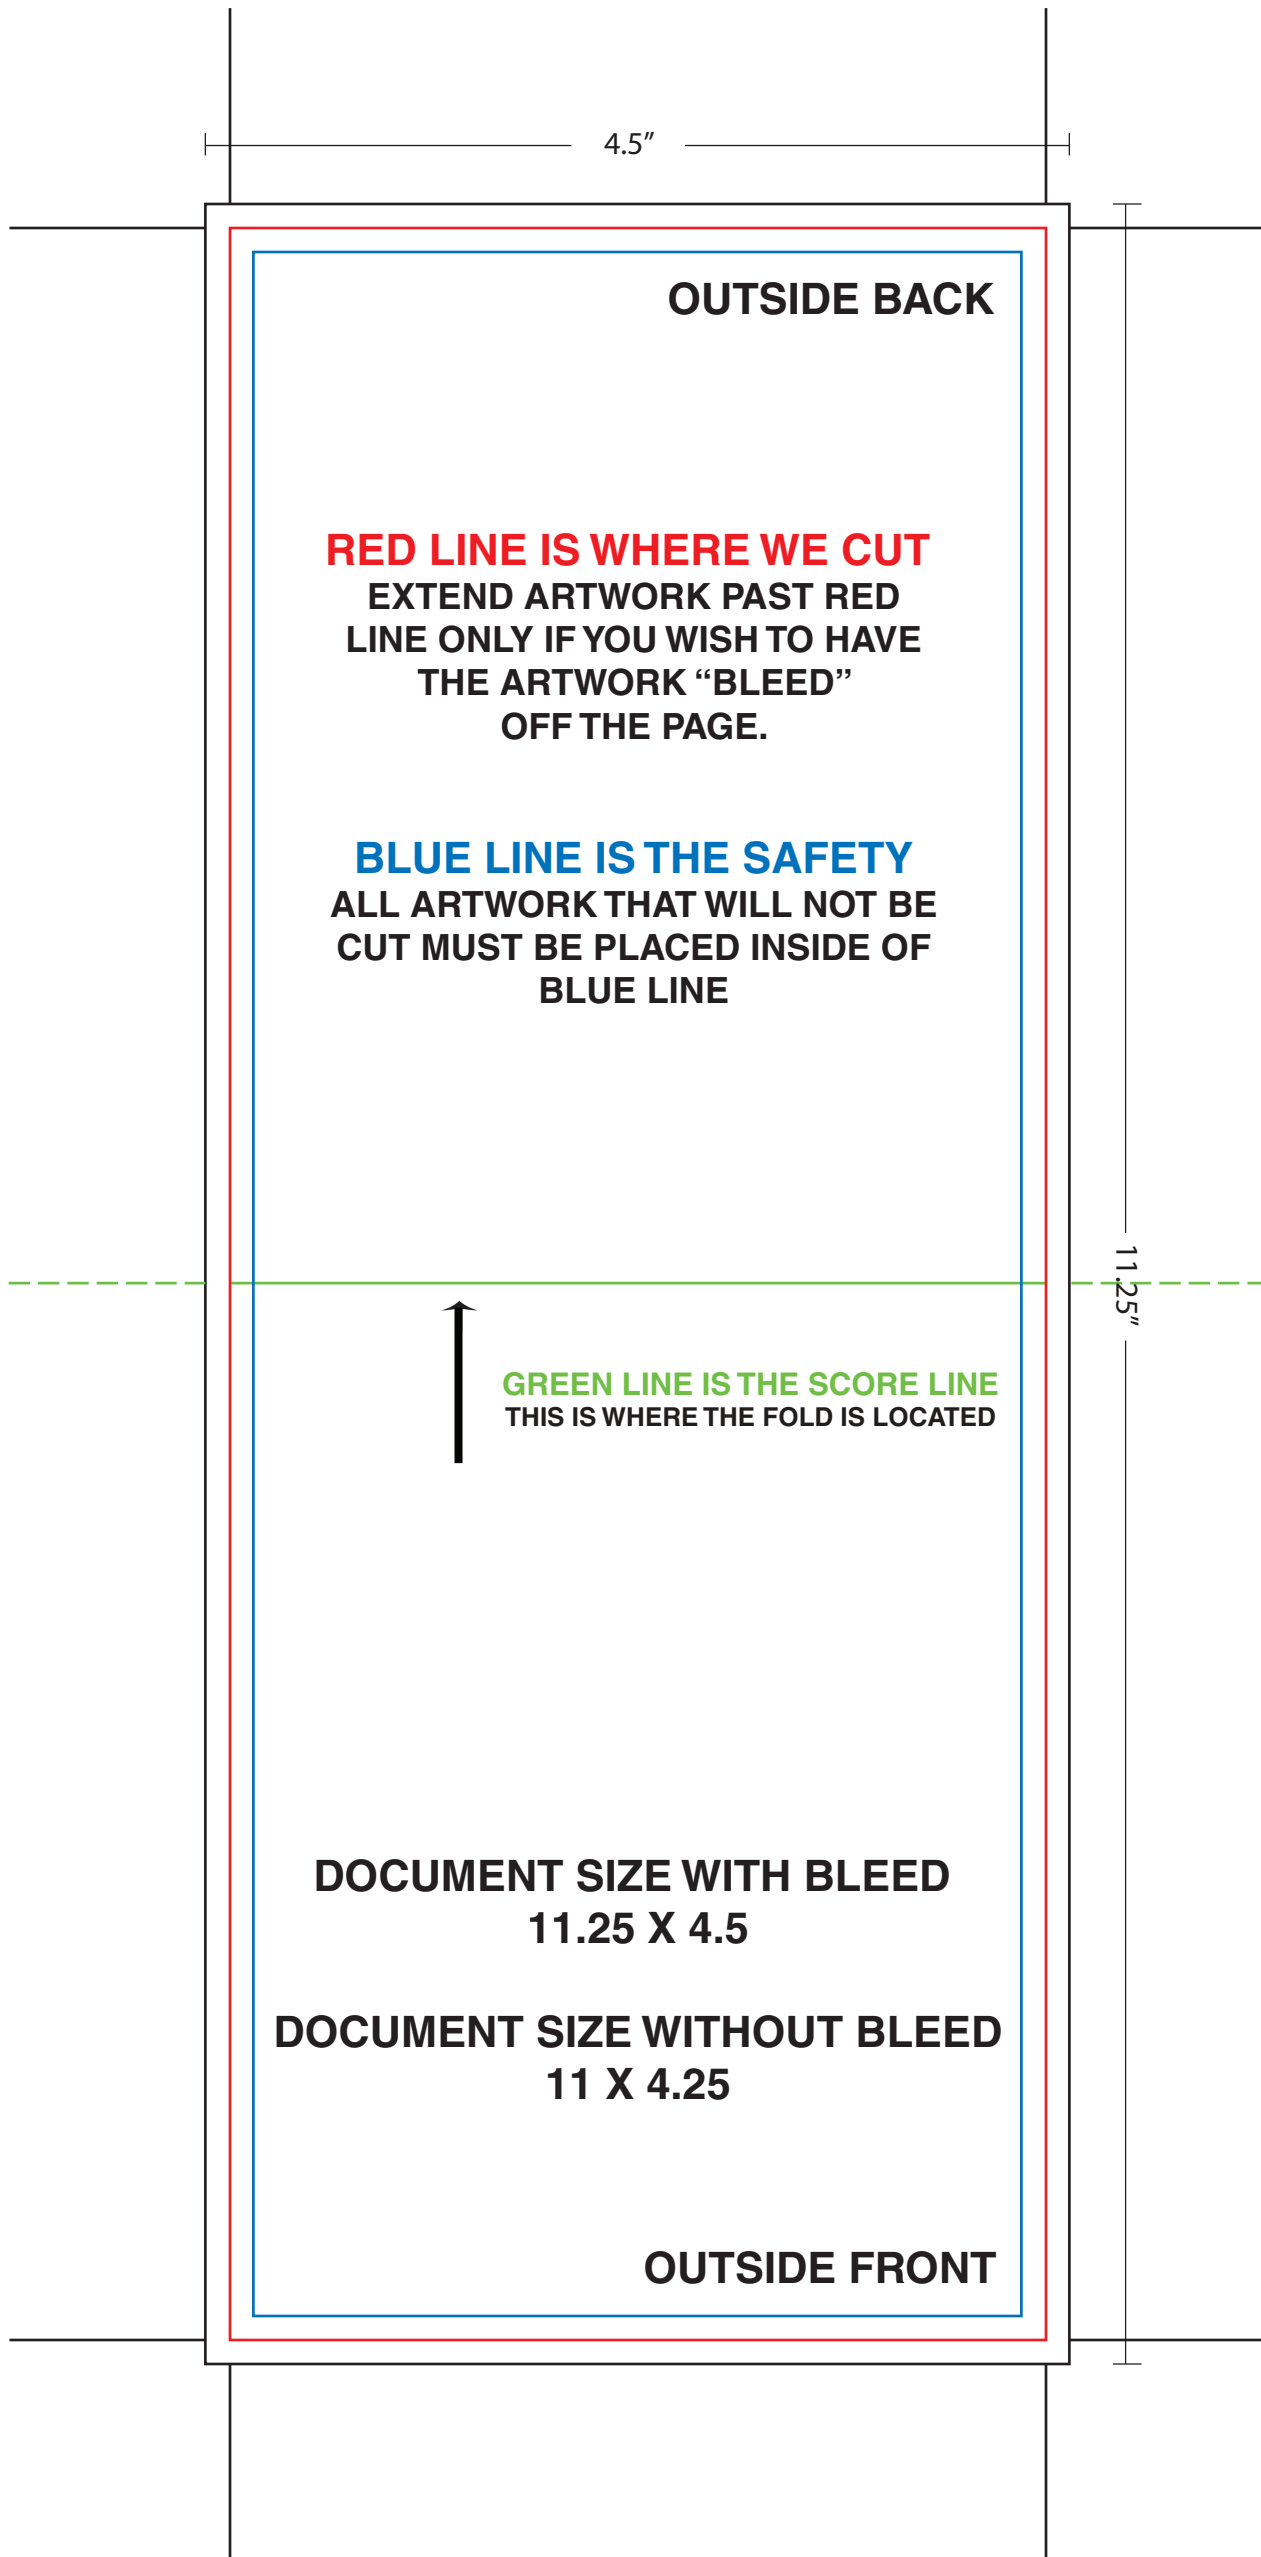 4.5”
OUTSIDE BACK
RED LINE IS WHERE WE CUT
EXTEND ARTWORK PAST RED
LINE ONLY IF YOU WISH TO HAVE
THE ARTWORK “BLEED”
OFF THE PAGE.
BLUE LINE IS THE SAFETY
ALL ARTWORK THAT WILL NOT BE
CUT MUST BE PLACED INSIDE OF
BLUE LINE
11.25”
GREEN LINE IS THE SCORE LINE
THIS IS WHERE THE FOLD IS LOCATED
DOCUMENT SIZE WITH BLEED
11.25 X 4.5
DOCUMENT SIZE WITHOUT BLEED
11 X 4.25
OUTSIDE FRONT